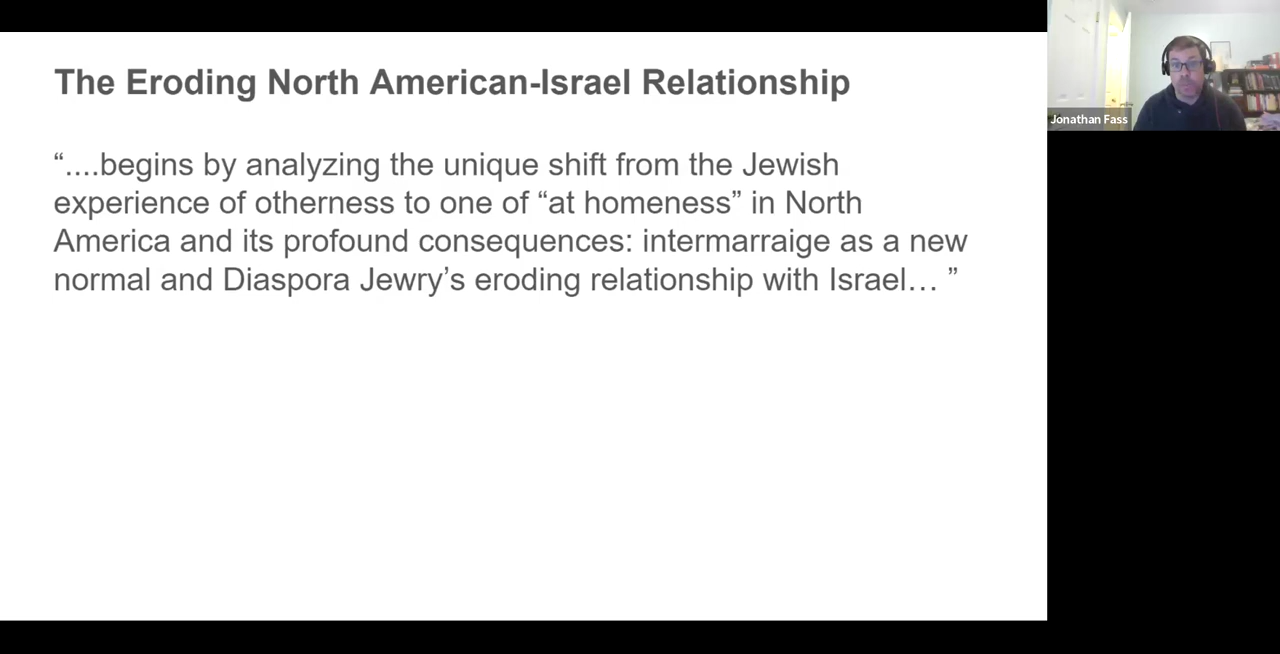 The Eroding North American-Israel Relationship
“....begins by analyzing the unique shift from the Jewish
experience of otherness to one of “at homeness” in North
America and its profound consequences: intermarraige as a new
normal and Diaspora Jewry’s eroding relationship with Israel… ”
Jonathan Fass